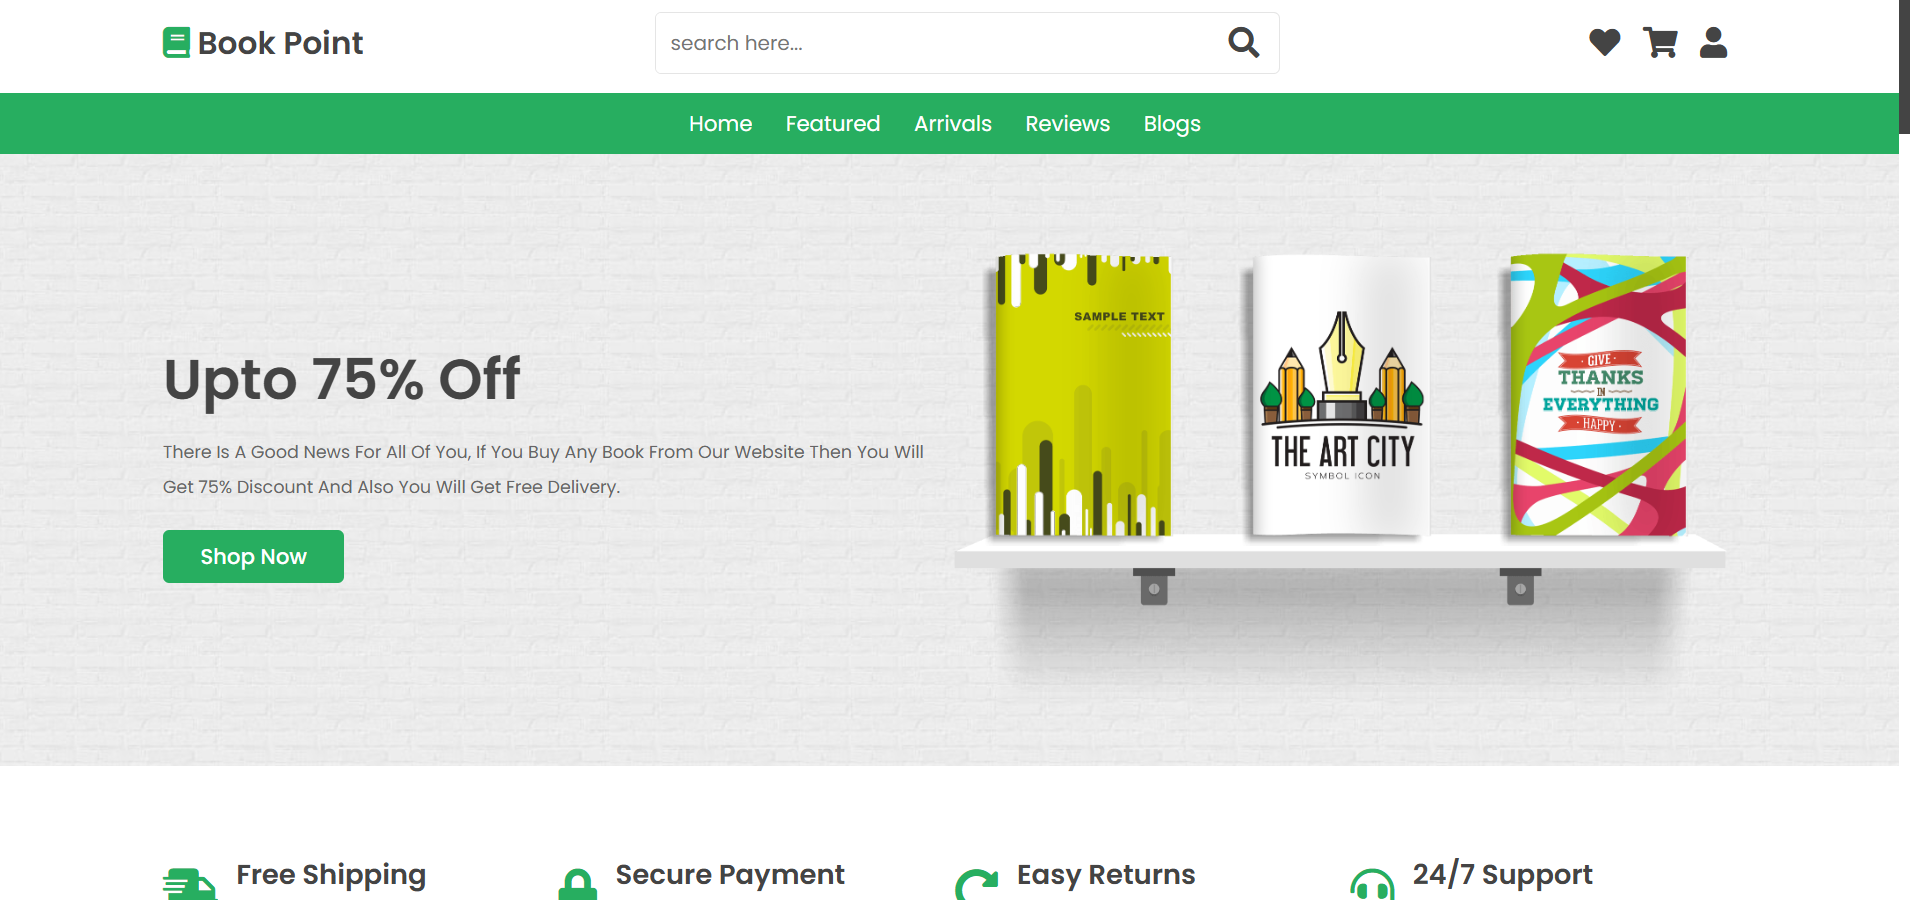 Book Point
search here...
Home Featured Arrivals Reviews Blogs
Upto 75% Off
There Is A Good News For All Of You, If You Buy Any Book From Our Website Then You Will
Get 75% Discount And Also You Will Get Free Delivery.
Shop Now
SAMPLE TEXT
THE ART CITY
SYMBOL ICON
· GIVE ·
THANKS
IN
EVERYTHING
· HAPPY ·
Free Shipping
Secure Payment
Easy Returns
24/7 Support